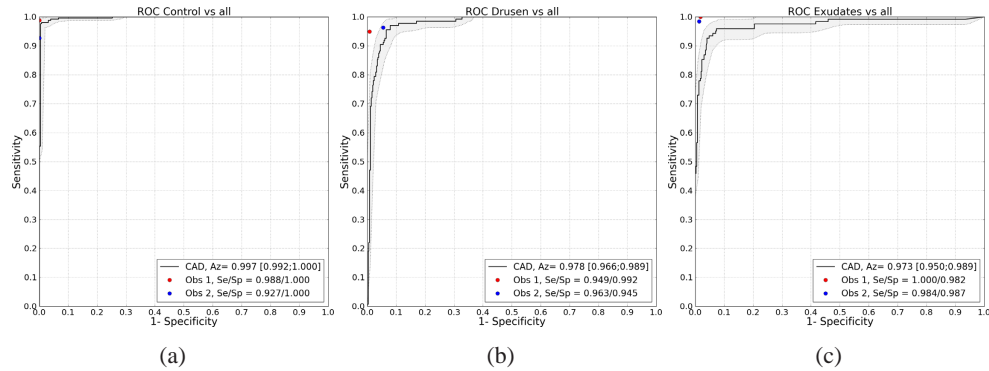 ROC Control vs all
1.0
0.9
0.8
0.7
0.6
0.5
0.4
0.3
0.2
0.1
0.0
Sensitivity
CAD, Az= 0.997 [0.992;1.000]
Obs 1, Se/Sp = 0.988/1.000
Obs 2, Se/Sp = 0.927/1.000
0.0 0.1 0.2 0.3 0.4 0.5 0.6 0.7 0.8 0.9 1.0
1- Specificity
(a)
ROC Drusen vs all
1.0
0.9
0.8
0.7
0.6
0.5
0.4
0.3
0.2
0.1
0.0
Sensitivity
CAD, Az= 0.978 [0.966;0.989]
Obs 1, Se/Sp = 0.949/0.992
Obs 2, Se/Sp = 0.963/0.945
0.0 0.1 0.2 0.3 0.4 0.5 0.6 0.7 0.8 0.9 1.0
1- Specificity
(b)
ROC Exudates vs all
1.0
0.9
0.8
0.7
0.6
0.5
0.4
0.3
0.2
0.1
0.0
Sensitivity
CAD, Az= 0.973 [0.950;0.989]
Obs 1, Se/Sp = 1.000/0.982
Obs 2, Se/Sp = 0.984/0.987
0.0 0.1 0.2 0.3 0.4 0.5 0.6 0.7 0.8 0.9 1.0
1- Specificity
(c)